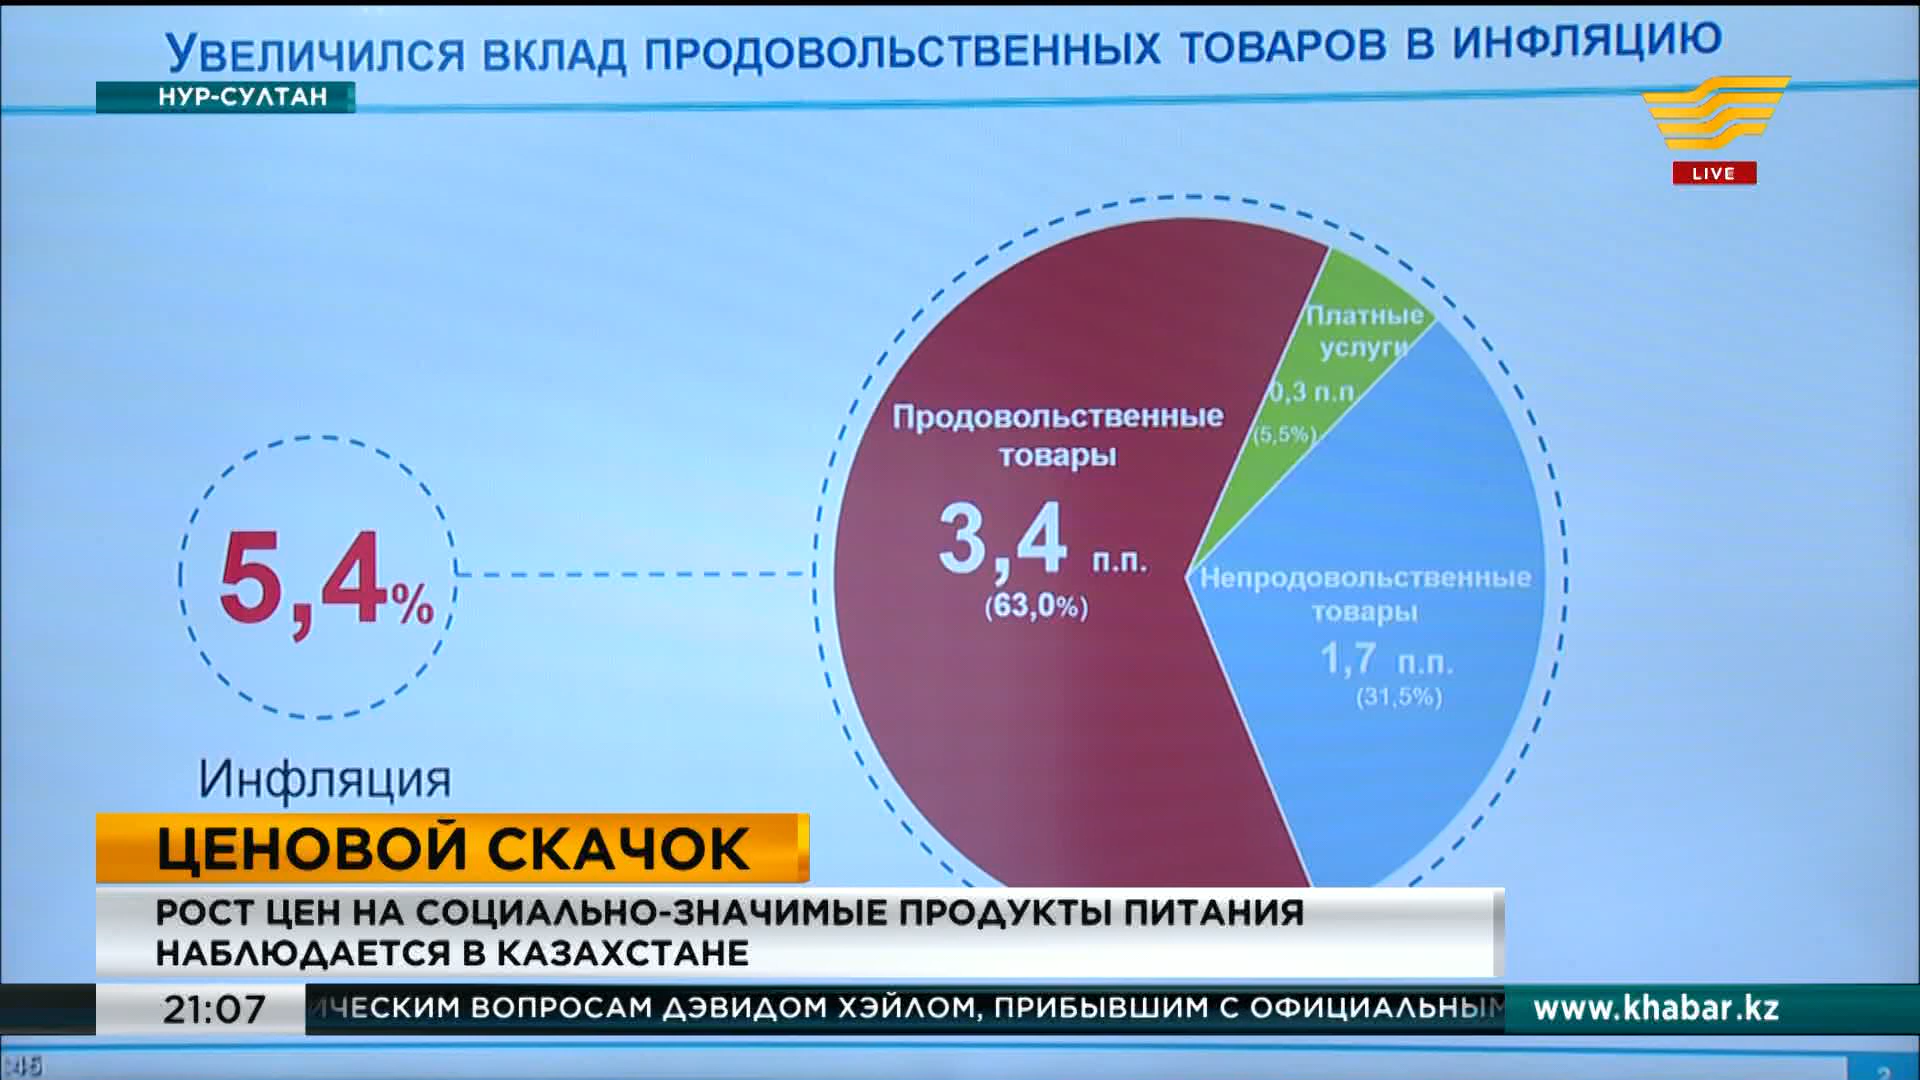 УВЕЛИЧИЛСЯ ВКЛАД ПРОДОВОЛЬСТВЕННЫХ ТОВАРОВ В ИНФЛЯЦИЮ
НУР-СУЛТАН
LIVE
Платные
услуги
0,3 п.п.
(5,5%)
Продовольственные
товары
3,4 п.п.
(63,0%)
Непродовольственные
товары
1,7 п.п.
(31,5%)
5,4%
Инфляция
ЦЕНОВОЙ СКАЧОК
РОСТ ЦЕН НА СОЦИАЛЬНО-ЗНАЧИМЫЕ ПРОДУКТЫ ПИТАНИЯ
НАБЛЮДАЕТСЯ В КАЗАХСТАНЕ
21:07
ИЧЕСКИМ ВОПРОСАМ ДЭВИДОМ ХЭЙЛОМ, ПРИБЫВШИМ С ОФИЦИАЛЬНЫМ
www.khabar.kz
:45